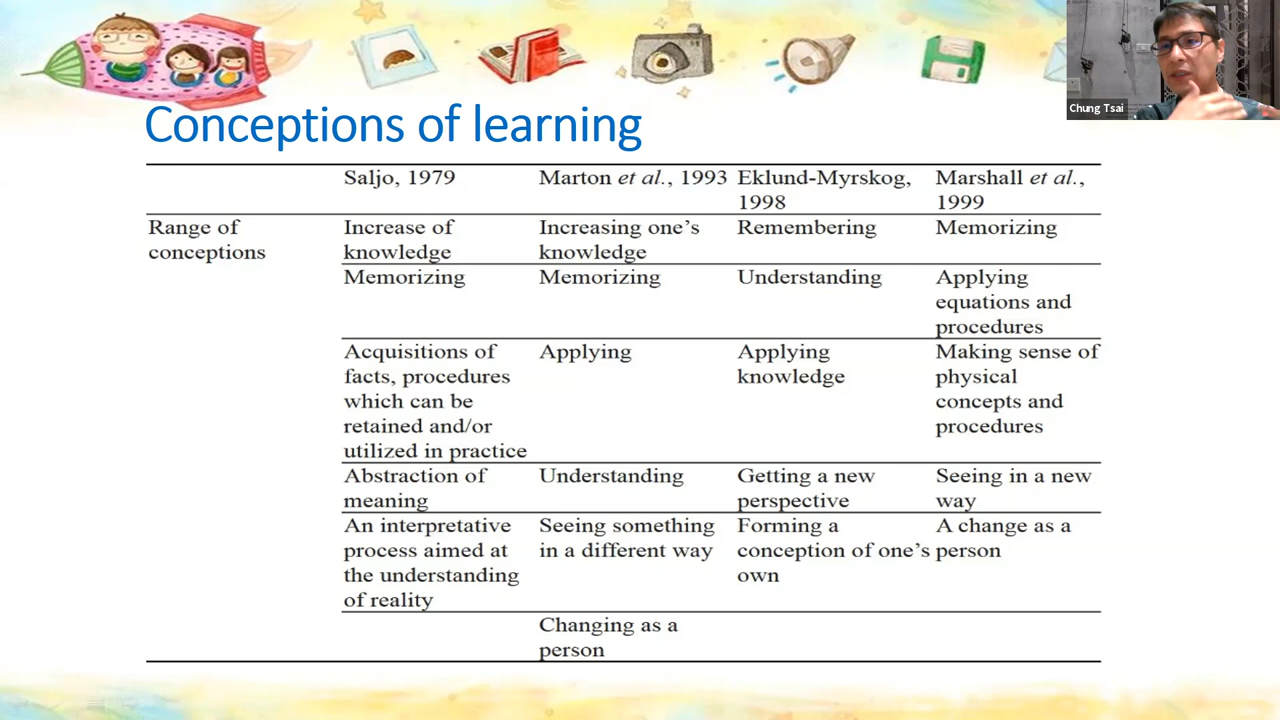 Chung Tsai
Conceptions of learning
Saljo, 1979
Marton et al., 1993
Eklund-Myrskog,
1998
Marshall et al.,
1999
Range of
conceptions
Increase of
knowledge
Increasing one's
knowledge
Remembering
Memorizing
Memorizing
Memorizing
Understanding
Applying
equations and
procedures
Acquisitions of
facts, procedures
which can be
retained and/or
utilized in practice
Applying
Applying
knowledge
Making sense of
physical
concepts and
procedures
Abstraction of
meaning
Understanding
Getting a new
perspective
Seeing in a new
way
An interpretative
process aimed at
the understanding
of reality
Seeing something
in a different way
Forming a
conception of one's
own
A change as a
person
Changing as a
person